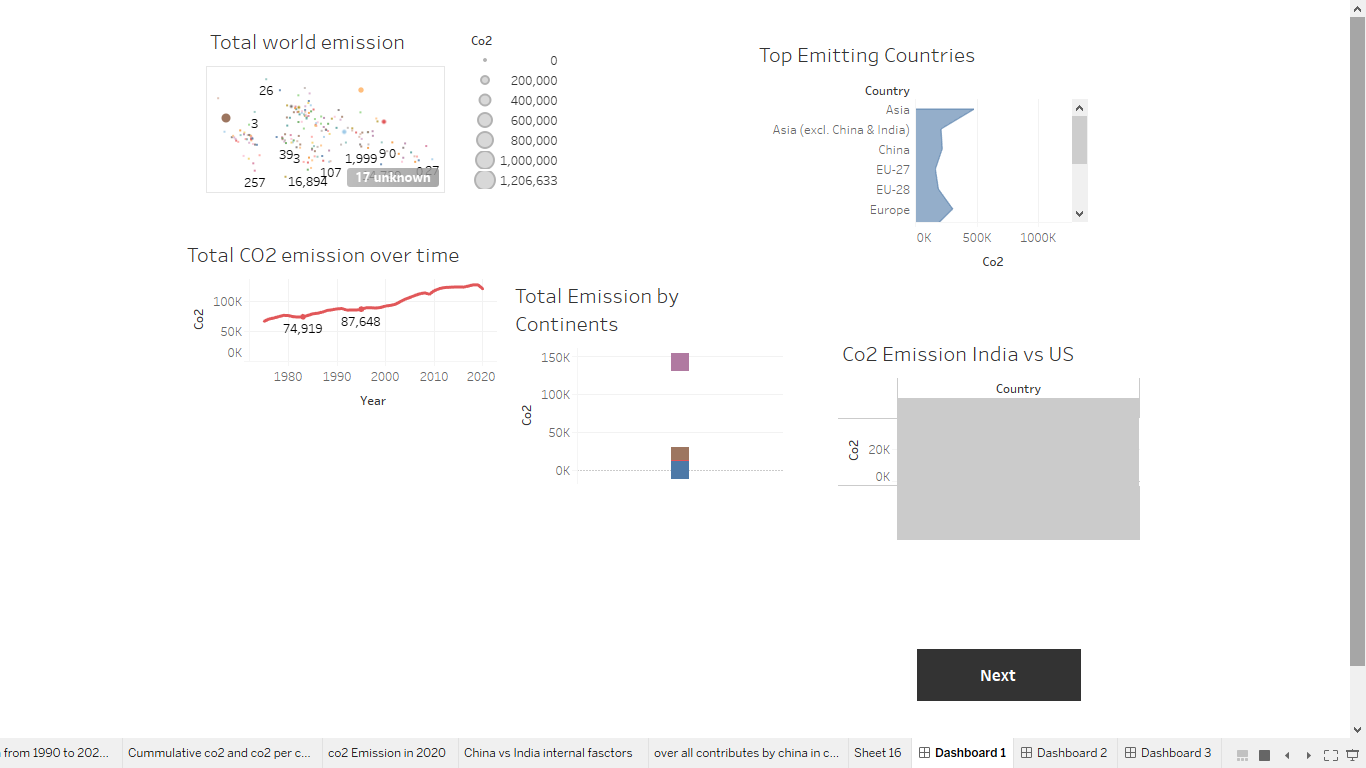 Total world emission
26
3
393
1,999
9
0
107
257
16,894
17 unknown
Co2
0
200,000
400,000
600,000
800,000
1,000,000
1,206,633
Top Emitting Countries
Country
Asia
Asia (excl. China & India)
China
EU-27
EU-28
Europe
0K
500K
1000K
Co2
Total CO2 emission over time
Co2
100K
50K
0K
74,919
87,648
1980
1990
2000
2010
2020
Year
Total Emission by
Continents
Co2
150K
100K
50K
0K
Co2 Emission India vs US
Country
Co2
20K
0K
Next
from 1990 to 202...
Cummulative co2 and co2 per c...
co2 Emission in 2020
China vs India internal fasctors
over all contributes by china in c...
Sheet 16
Dashboard 1
Dashboard 2
Dashboard 3